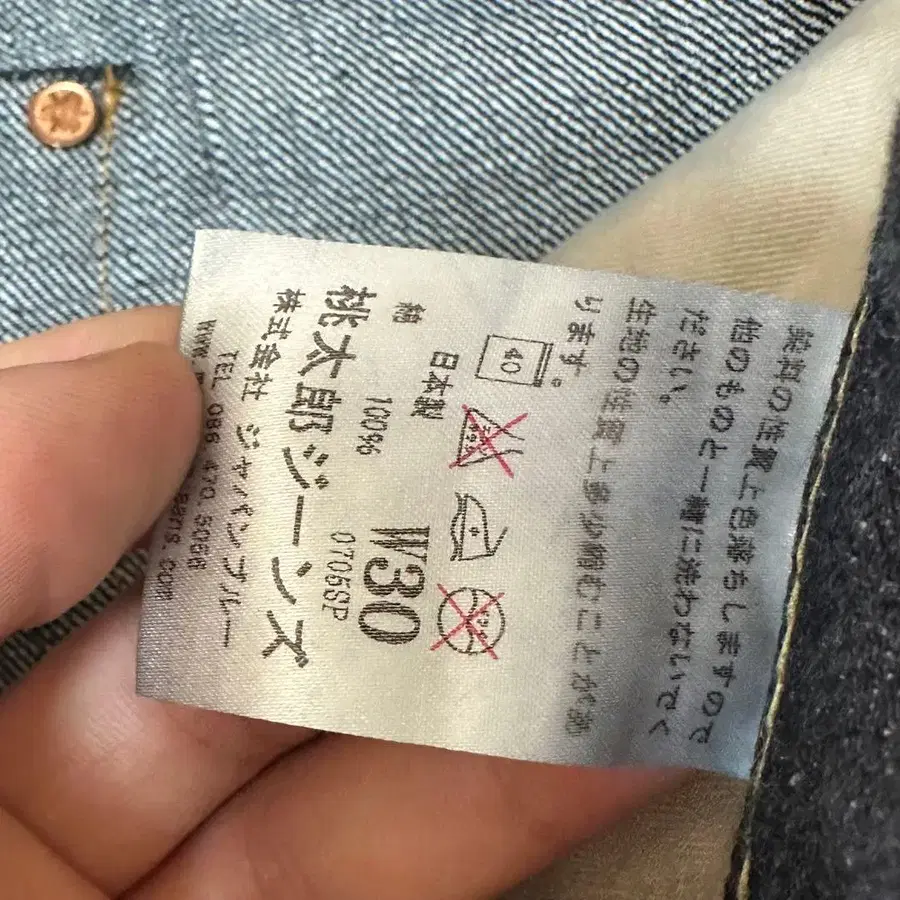 染料の性質上色落ちしますので
他のものと一緒に洗わないでく
ださい。
生地の性質上多少縮むことがあ
ります。
40
日本製
綿 100% W30
0705SP
桃太郎ジーンズ
株式会社 ジャパンブルー
TEL 086.470.5066